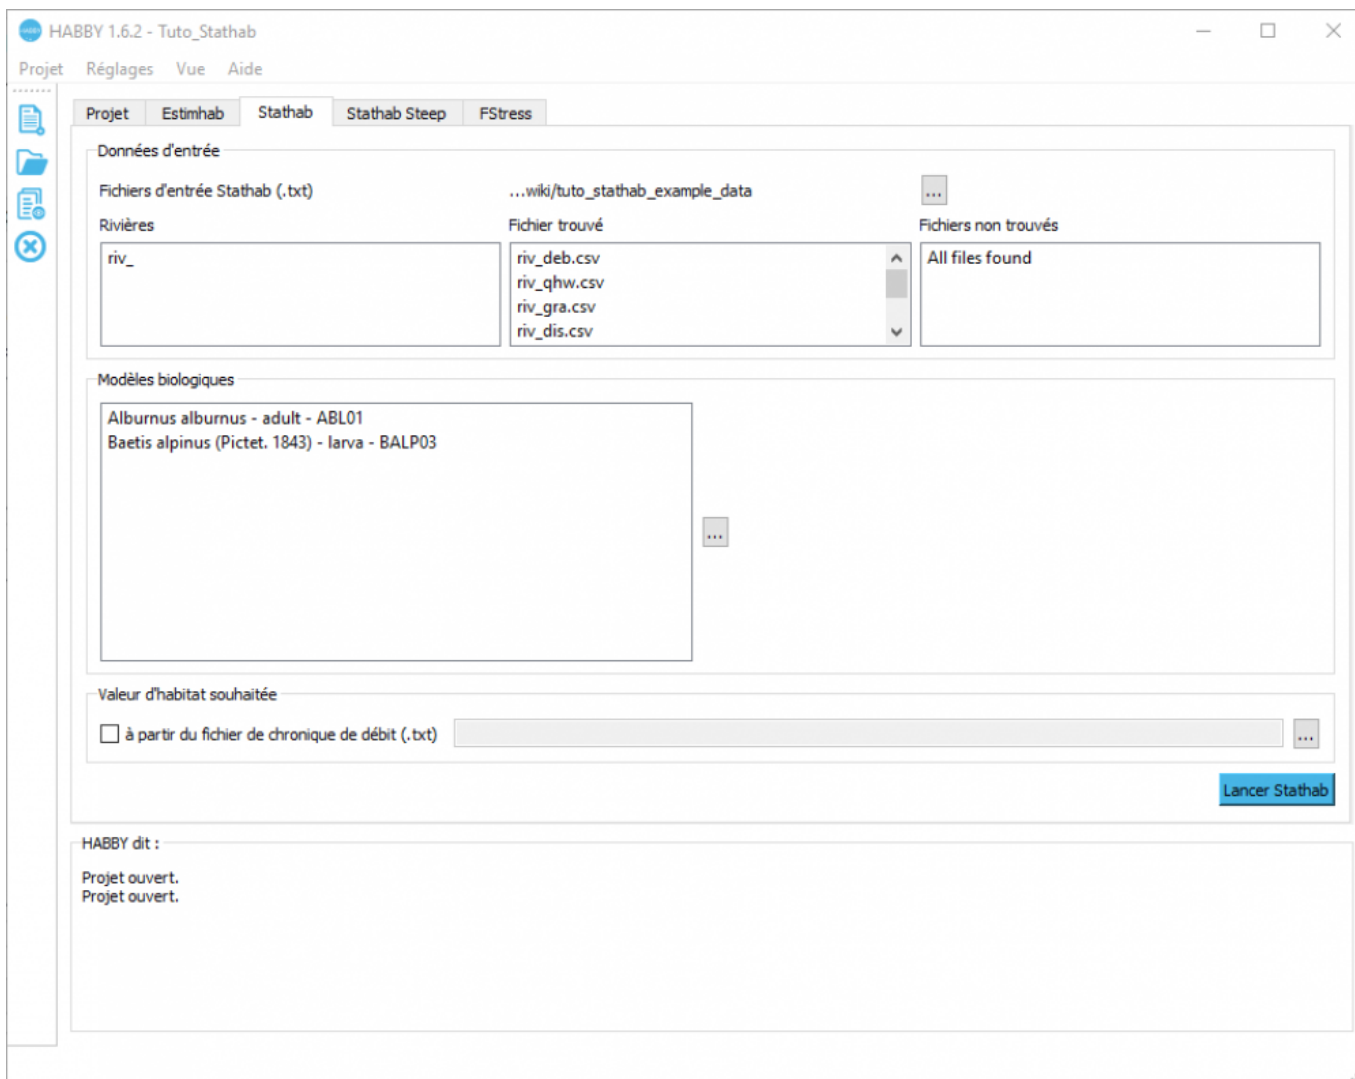 HABBY 1.6.2 - Tuto_Stathab
Projet Réglages Vue Aide
Projet Estimhab Stathab Stathab Steep FStress
Données d'entrée
Fichiers d'entrée Stathab (.txt) ...wiki/tuto_stathab_example_data ...
Rivières Fichier trouvé Fichiers non trouvés
riv_ riv_deb.csv All files found
riv_qhw.csv
riv_gra.csv
riv_dis.csv
Modèles biologiques
Alburnus alburnus - adult - ABL01
Baetis alpinus (Pictet. 1843) - larva - BALP03
...
Valeur d'habitat souhaitée
à partir du fichier de chronique de débit (.txt) ...
Lancer Stathab
HABBY dit :
Projet ouvert.
Projet ouvert.